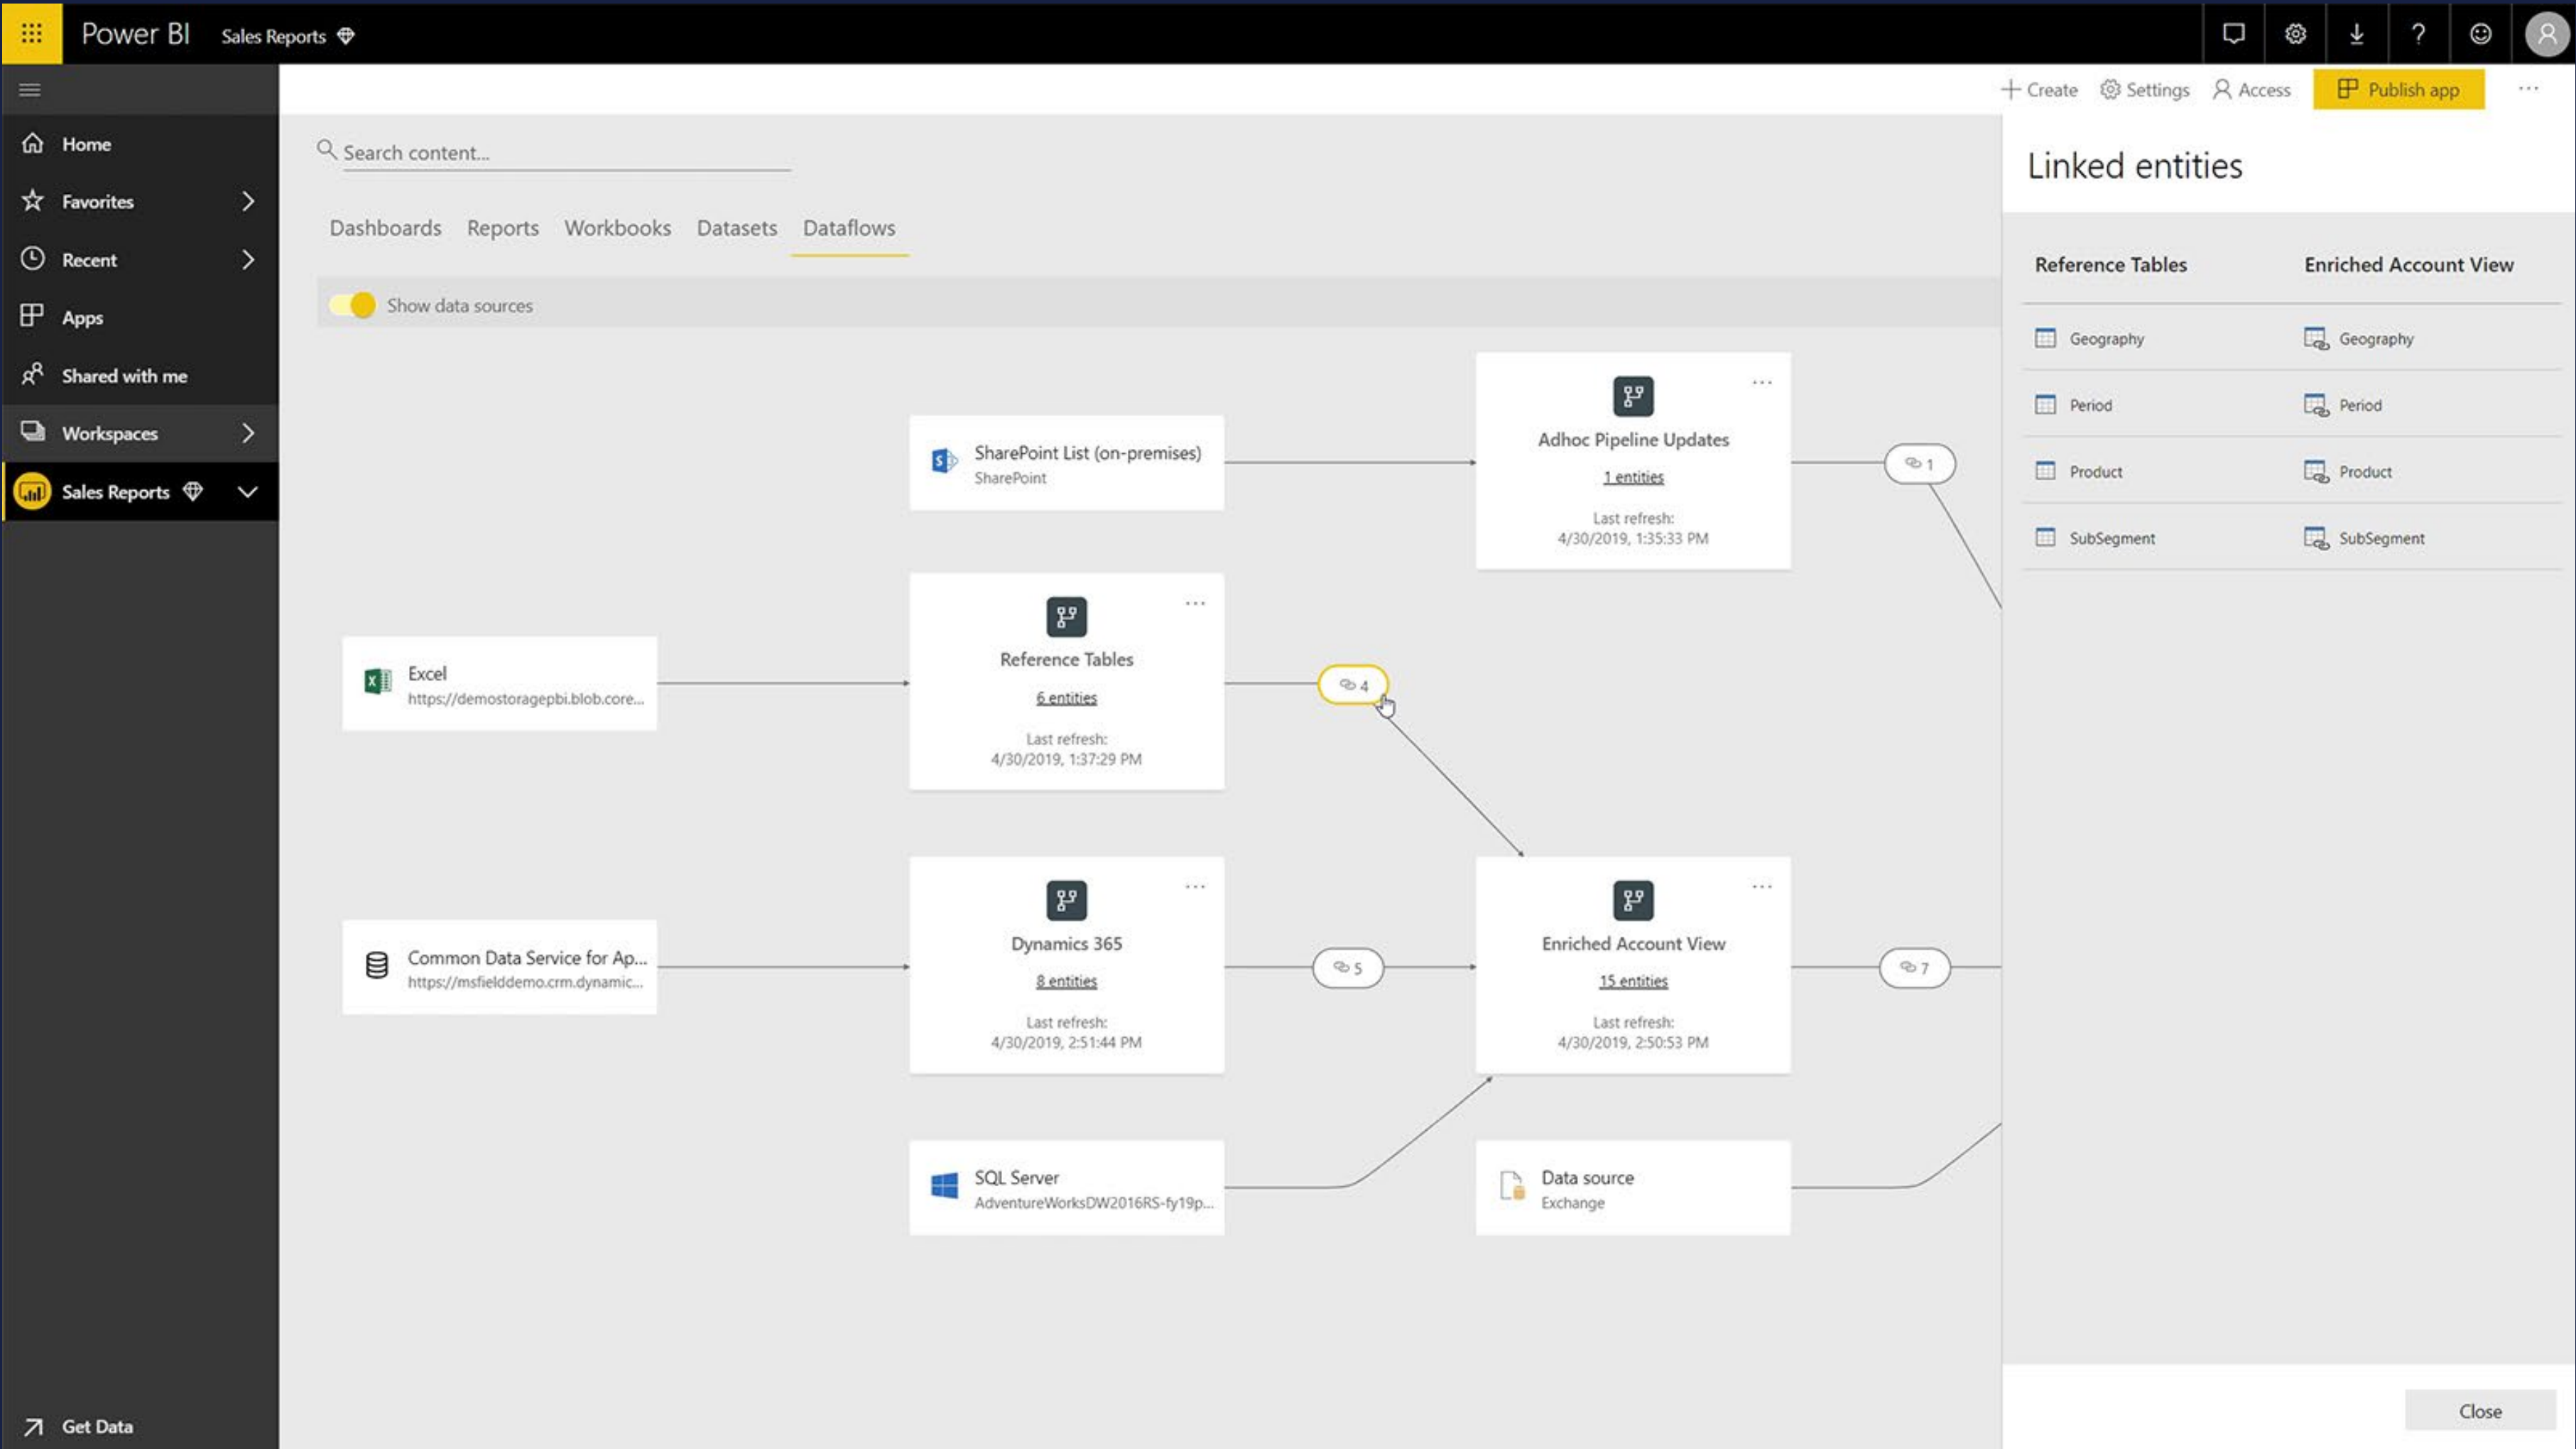 Power BI
Sales Reports
Create
Settings
Access
Publish app
Home
Favorites
Recent
Apps
Shared with me
Workspaces
Sales Reports
Get Data
Search content...
Dashboards
Reports
Workbooks
Datasets
Dataflows
Show data sources
SharePoint List (on-premises)
SharePoint
Adhoc Pipeline Updates
1 entities
Last refresh:
4/30/2019, 1:35:33 PM
1
Excel
https://demostoragepbi.blob.core...
Reference Tables
6 entities
Last refresh:
4/30/2019, 1:37:29 PM
4
Common Data Service for Ap...
https://msfielddemo.crm.dynamic...
Dynamics 365
8 entities
Last refresh:
4/30/2019, 2:51:44 PM
5
Enriched Account View
15 entities
Last refresh:
4/30/2019, 2:50:53 PM
7
SQL Server
AdventureWorksDW2016RS-fy19p...
Data source
Exchange
Linked entities
Reference Tables
Enriched Account View
Geography
Geography
Period
Period
Product
Product
SubSegment
SubSegment
Close